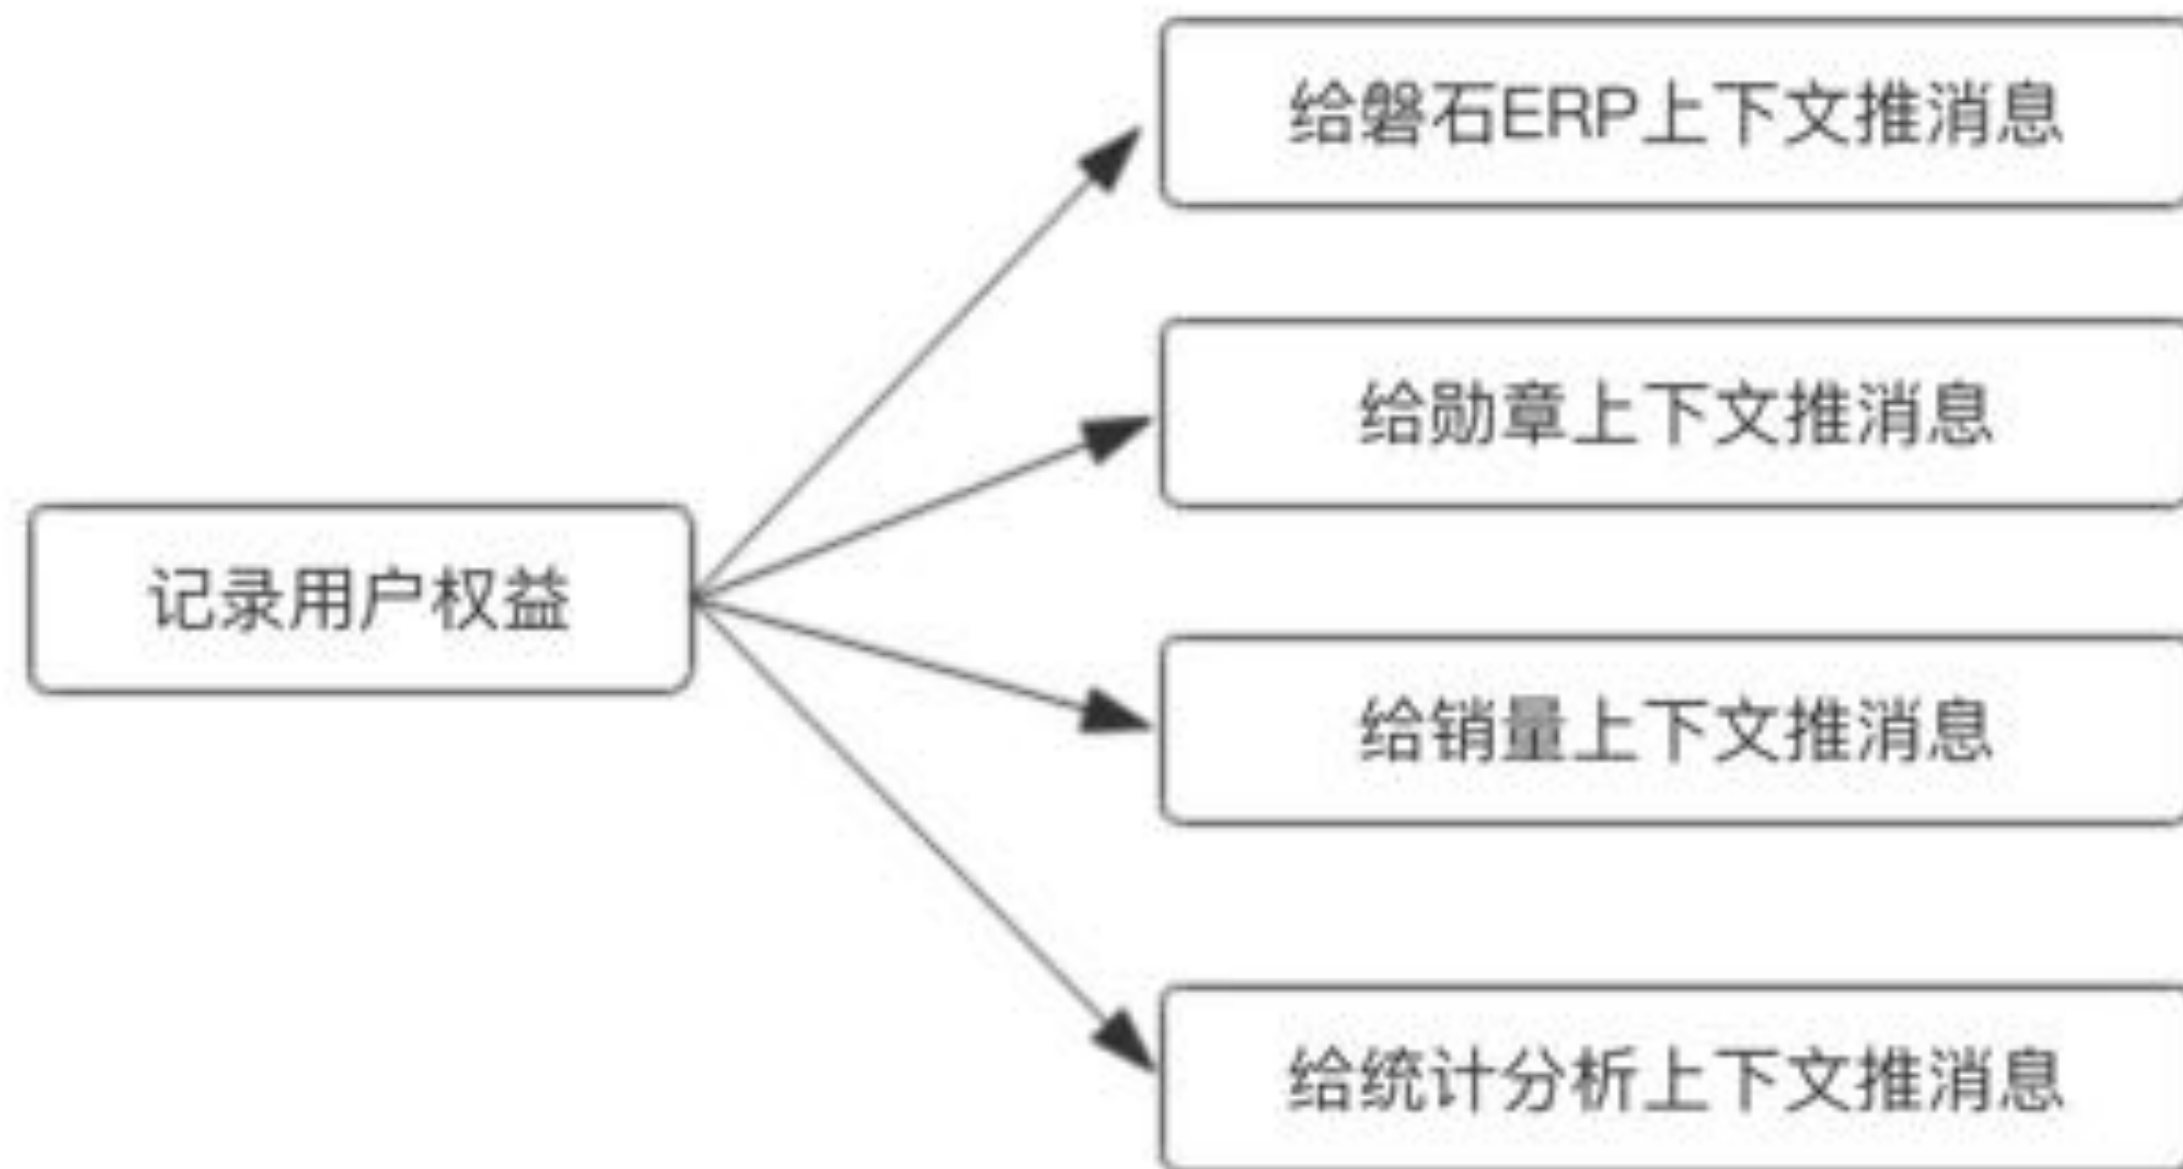 给磐石ERP上下文推消息
给勋章上下文推消息
记录用户权益
给销量上下文推消息
给统计分析上下文推消息